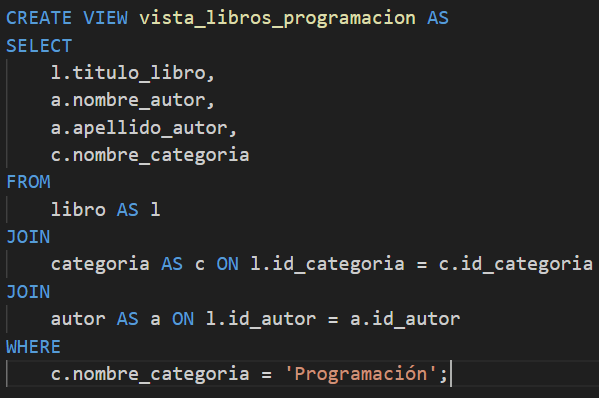 CREATE VIEW vista_libros_programacion AS
SELECT
    l.titulo_libro,
    a.nombre_autor,
    a.apellido_autor,
    c.nombre_categoria
FROM
    libro AS l
JOIN
    categoria AS c ON l.id_categoria = c.id_categoria
JOIN
    autor AS a ON l.id_autor = a.id_autor
WHERE
    c.nombre_categoria = 'Programación';